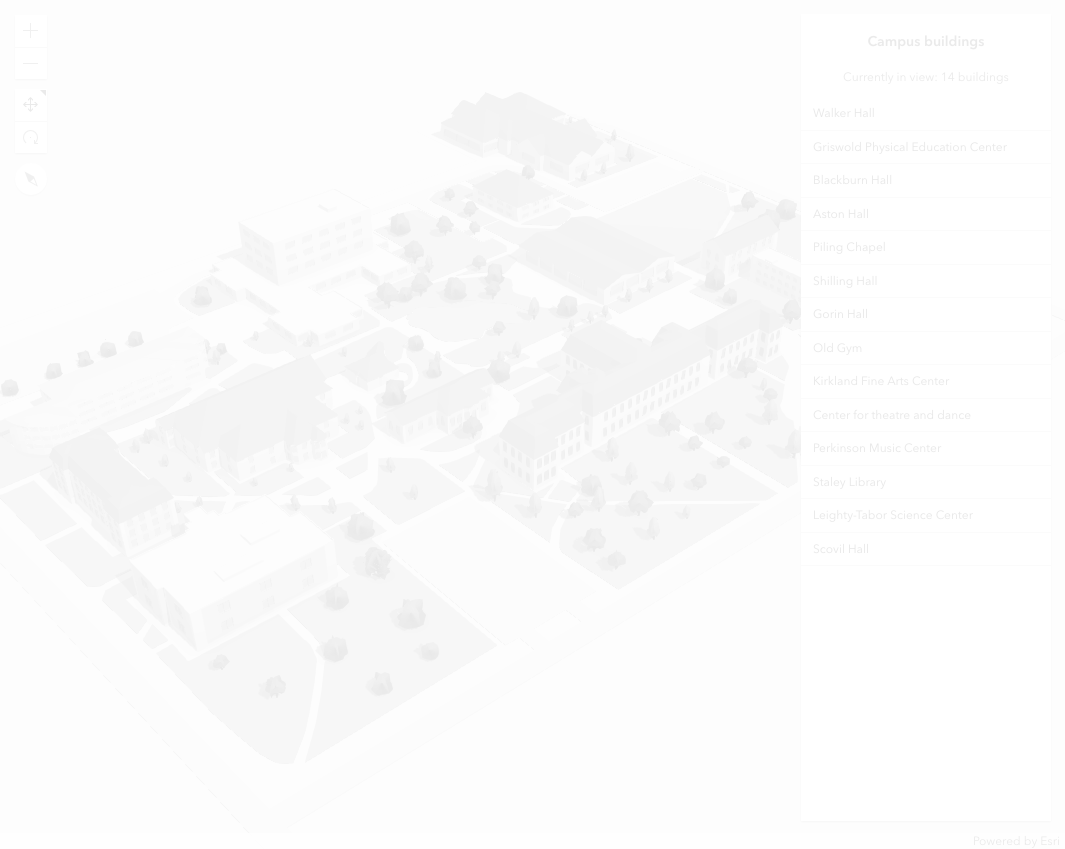 Campus buildings
Currently in view: 14 buildings
Walker Hall
Griswold Physical Education Center
Blackburn Hall
Aston Hall
Piling Chapel
Shilling Hall
Gorin Hall
Old Gym
Kirkland Fine Arts Center
Center for theatre and dance
Perkinson Music Center
Staley Library
Leighty-Tabor Science Center
Scovil Hall
Powered by Esri